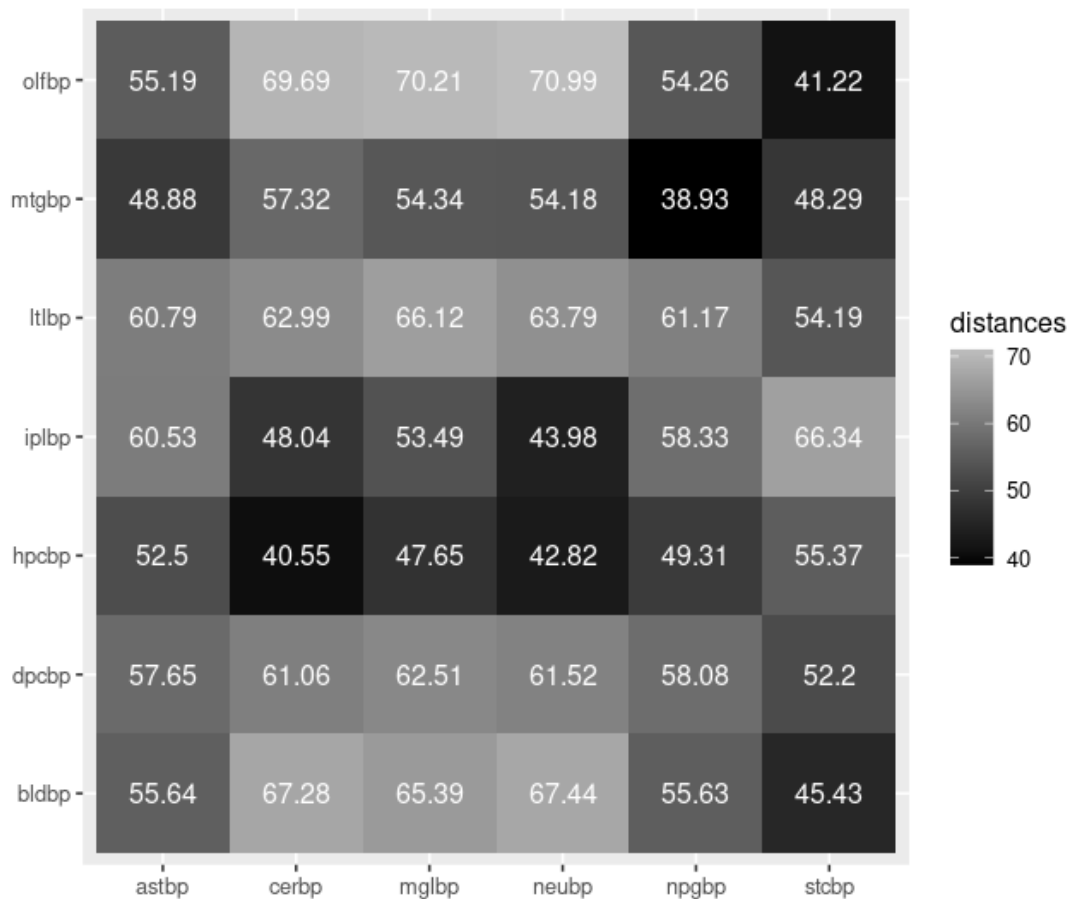 olfbp 55.19 69.69 70.21 70.99 54.26 41.22
mtgbp 48.88 57.32 54.34 54.18 38.93 48.29
ltlbp 60.79 62.99 66.12 63.79 61.17 54.19
iplbp 60.53 48.04 53.49 43.98 58.33 66.34
hpcbp 52.5 40.55 47.65 42.82 49.31 55.37
dpcbp 57.65 61.06 62.51 61.52 58.08 52.2
bldbp 55.64 67.28 65.39 67.44 55.63 45.43
astbp cerbp mglbp neubp npgbp stcbp
distances
70
60
50
40